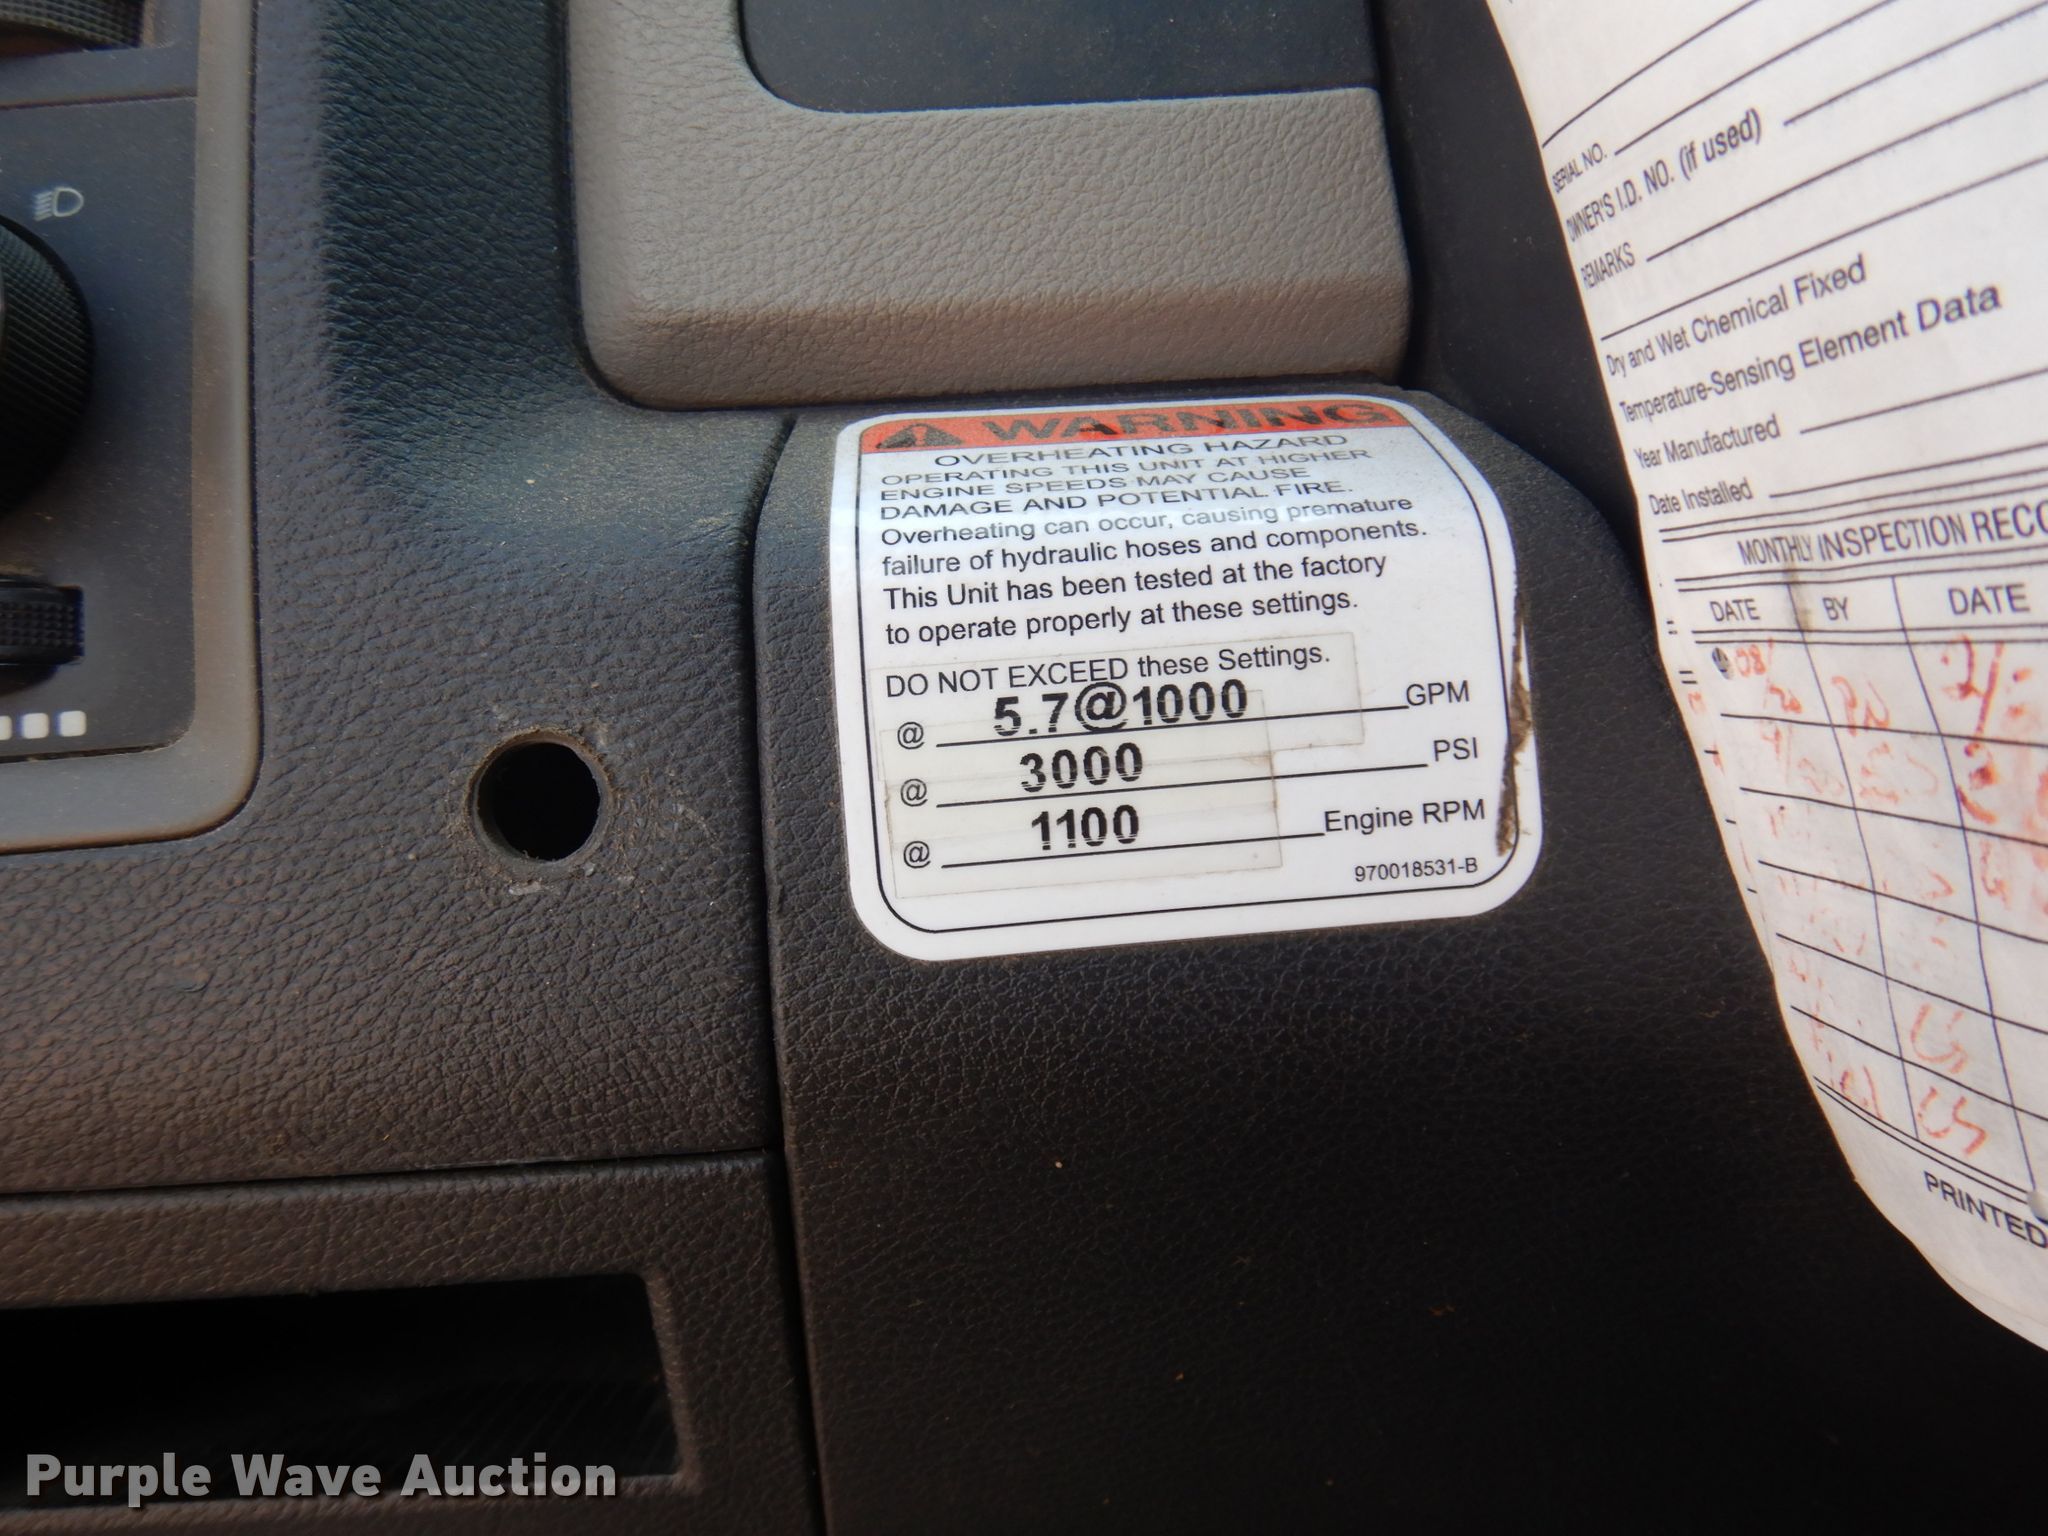 WARNING
OVERHEATING HAZARD
OPERATING THIS UNIT AT HIGHER
ENGINE SPEEDS MAY CAUSE
DAMAGE AND POTENTIAL FIRE.
Overheating can occur, causing premature
failure of hydraulic hoses and components.
This Unit has been tested at the factory
to operate properly at these settings.
DO NOT EXCEED these Settings.
@ 5.7@1000 GPM
@ 3000 PSI
@ 1100 Engine RPM
970018531-B
SERIAL NO.
OWNER'S I.D. NO. (if used)
REMARKS
Dry and Wet Chemical Fixed
Temperature-Sensing Element Data
Year Manufactured
Date Installed
MONTHLY INSPECTION RECO
DATE BY DATE
CS
CS
PRINTED
Purple Wave Auction